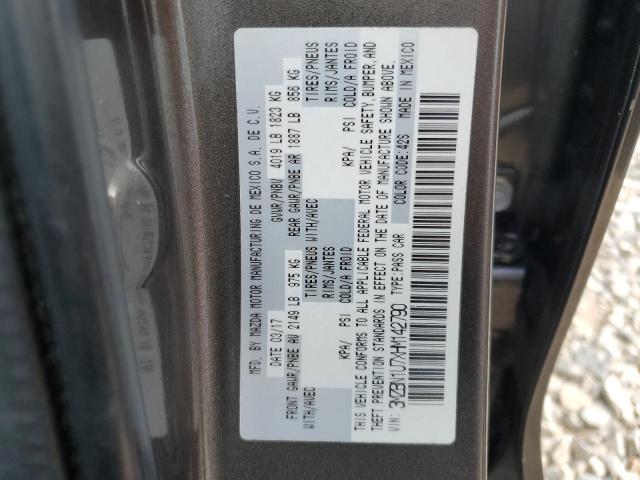 MFD. BY MAZDA MOTOR MANUFACTURING DE MEXICO S.A. DE C.V.
DATE 03/17 GVWR/PNBV 4019 LB 1823 KG
FRONT GAWR/PNBE AV 2149 LB 975 KG REAR GAWR/PNBE AR 1887 LB 856 KG
WITH/AVEC TIRES/PNEUS WITH/AVEC TIRES/PNEUS
RIMS/JANTES RIMS/JANTES
KPA/ PSI COLD/A FROID KPA/ PSI COLD/A FROID
THIS VEHICLE CONFORMS TO ALL APPLICABLE FEDERAL MOTOR VEHICLE SAFETY, BUMPER, AND
THEFT PREVENTION STANDARDS IN EFFECT ON THE DATE OF MANUFACTURE SHOWN ABOVE.
VIN: 3MZBN1U7XHM142790 TYPE:PASS CAR COLOR CODE:42S MADE IN MEXICO